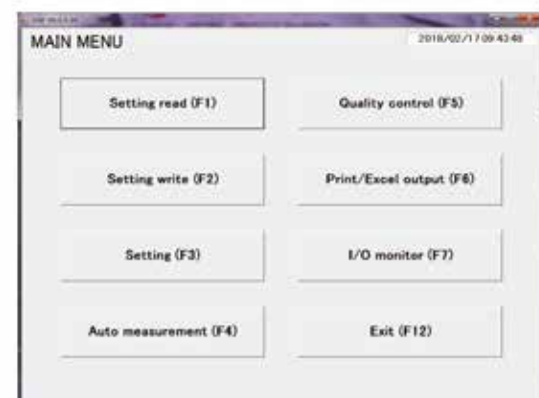 MAIN MENU
2018/02/17 09:43:48
Setting read (F1)
Quality control (F5)
Setting write (F2)
Print/Excel output (F6)
Setting (F3)
I/O monitor (F7)
Auto measurement (F4)
Exit (F12)